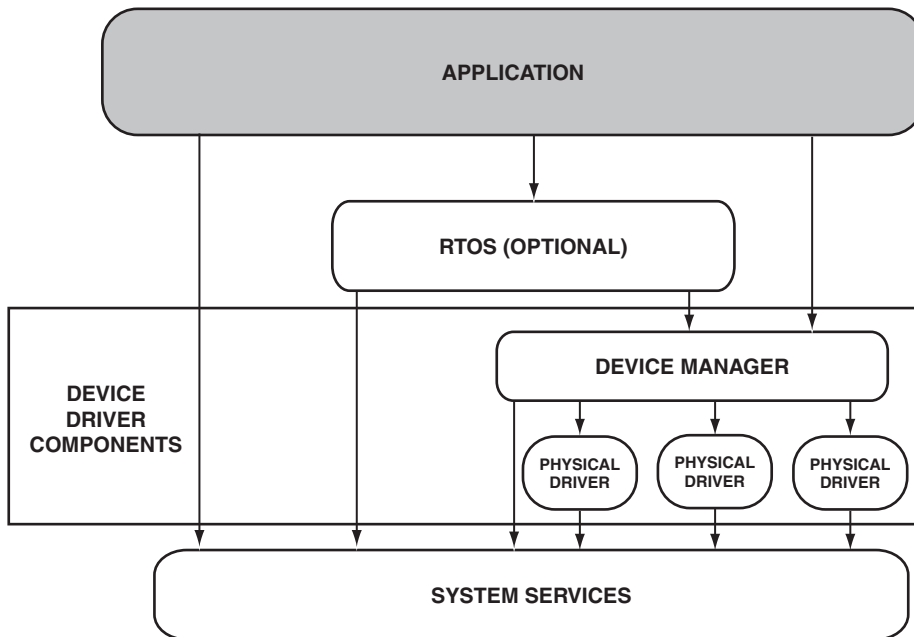 APPLICATION
RTOS (OPTIONAL)
DEVICE MANAGER
DEVICE
DRIVER
COMPONENTS
PHYSICAL
DRIVER
PHYSICAL
DRIVER
PHYSICAL
DRIVER
SYSTEM SERVICES